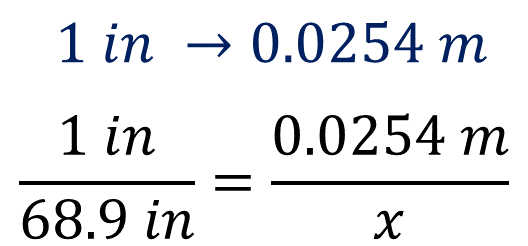 1 in → 0.0254 m
1 in / 68.9 in = 0.0254 m / x